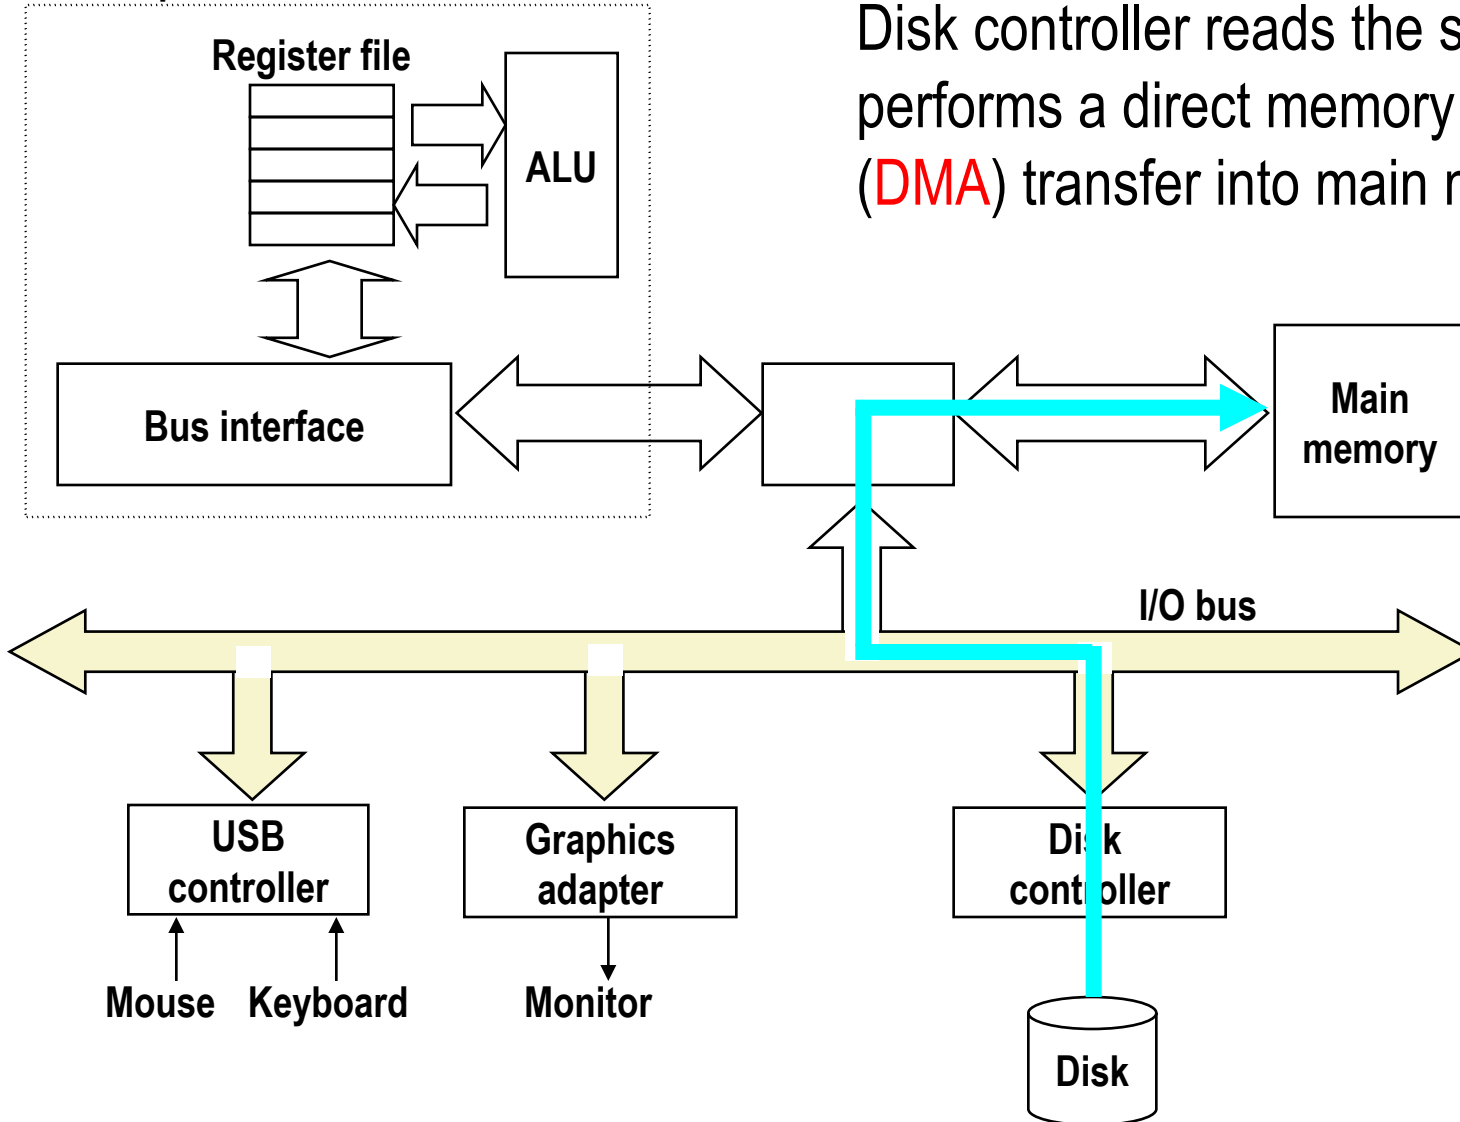 Disk controller reads the s
performs a direct memory
(DMA) transfer into main
Register file
ALU
Bus interface
Main
memory
I/O bus
USB
controller
Graphics
adapter
Disk
controller
Mouse
Keyboard
Monitor
Disk